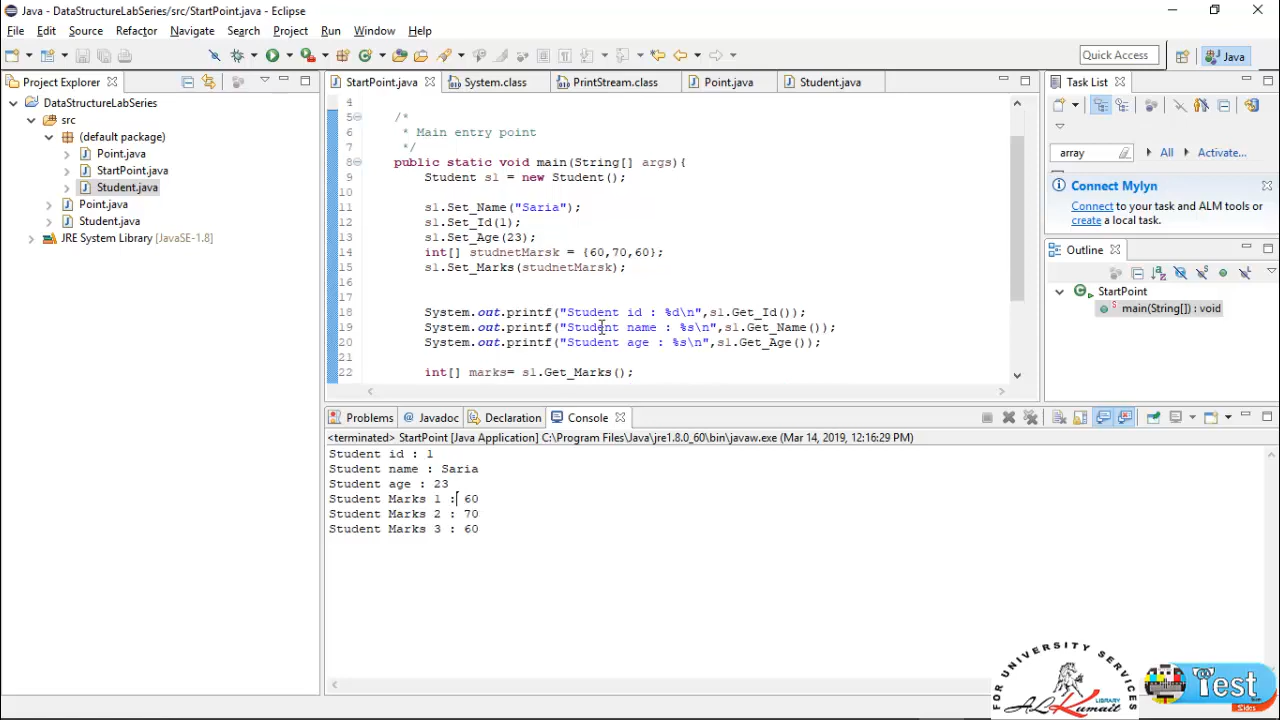 Java - DataStructureLabSeries/src/StartPoint.java - Eclipse
File Edit Source Refactor Navigate Search Project Run Window Help
Quick Access
Java
Project Explorer
StartPoint.java
System.class
PrintStream.class
Point.java
Student.java
Task List
DataStructureLabSeries
src
(default package)
Point.java
StartPoint.java
Student.java
Point.java
Student.java
JRE System Library [JavaSE-1.8]
4
5 /*
6 * Main entry point
7 */
8 public static void main(String[] args){
9 Student s1 = new Student();
10
11 s1.Set_Name("Saria");
12 s1.Set_Id(1);
13 s1.Set_Age(23);
14 int[] studnetMarsk = {60,70,60};
15 s1.Set_Marks(studnetMarsk);
16
17
18 System.out.printf("Student id : %d\n",s1.Get_Id());
19 System.out.printf("Student name : %s\n",s1.Get_Name());
20 System.out.printf("Student age : %s\n",s1.Get_Age());
21
22 int[] marks= s1.Get_Marks();
array
All
Activate...
Connect Mylyn
Connect to your task and ALM tools or
create a local task.
Outline
StartPoint
main(String[]) : void
Problems
Javadoc
Declaration
Console
<terminated> StartPoint [Java Application] C:\Program Files\Java\jre1.8.0_60\bin\javaw.exe (Mar 14, 2019, 12:16:29 PM)
Student id : 1
Student name : Saria
Student age : 23
Student Marks 1 : 60
Student Marks 2 : 70
Student Marks 3 : 60
FOR UNIVERSITY SERVICES
LIBRARY
AL Kumait
Test
Slides